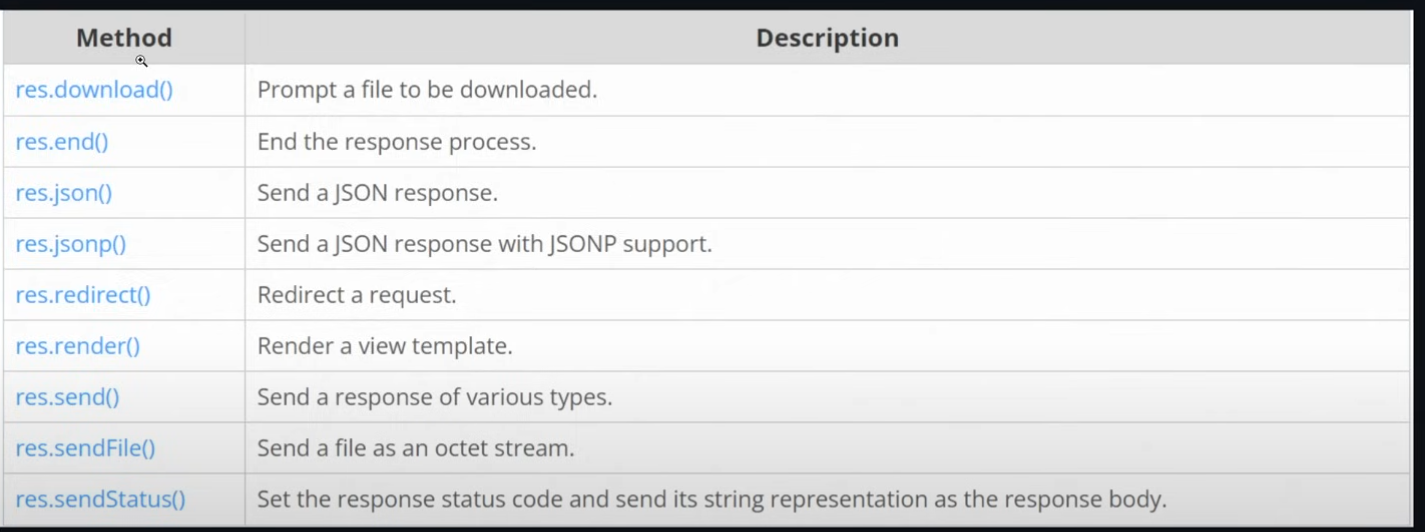 Method Description
res.download() Prompt a file to be downloaded.
res.end() End the response process.
res.json() Send a JSON response.
res.jsonp() Send a JSON response with JSONP support.
res.redirect() Redirect a request.
res.render() Render a view template.
res.send() Send a response of various types.
res.sendFile() Send a file as an octet stream.
res.sendStatus() Set the response status code and send its string representation as the response body.